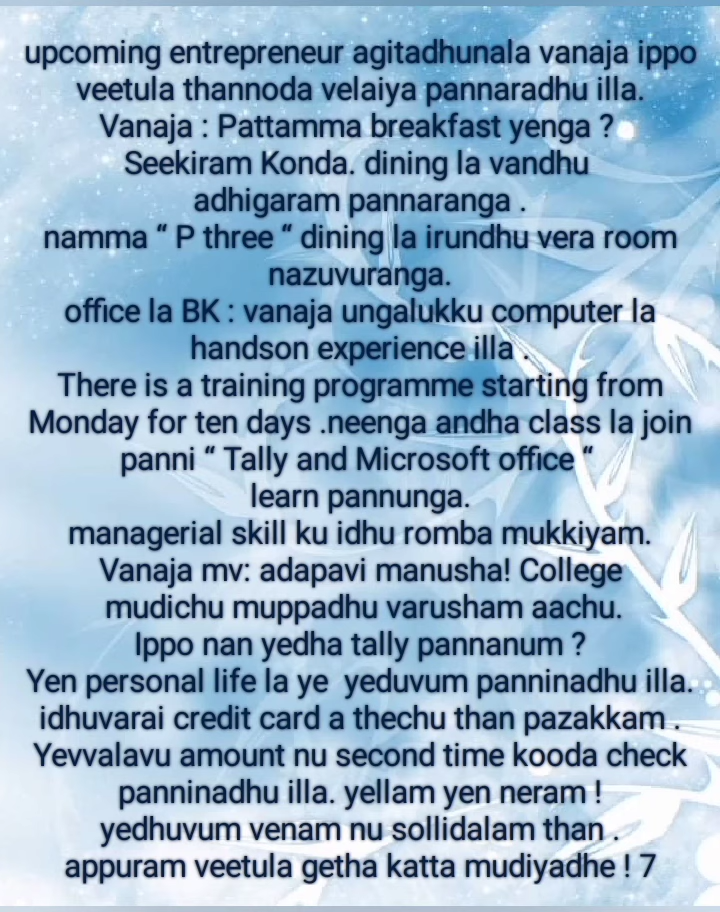 upcoming entrepreneur agitadhunala vanaja ippo
veetula thannoda velaiya pannaradhu illa.
Vanaja : Pattamma breakfast yenga ?
Seekiram Konda. dining la vandhu
adhigaram pannaranga .
namma “ P three “ dining la irundhu vera room
nazuvuranga.
office la BK : vanaja ungalukku computer la
handson experience illa .
There is a training programme starting from
Monday for ten days .neenga andha class la join
panni “ Tally and Microsoft office “
learn pannunga.
managerial skill ku idhu romba mukkiyam.
Vanaja mv: adapavi manusha! College
mudichu muppadhu varusham aachu.
Ippo nan yedha tally pannanum ?
Yen personal life la ye  yeduvum panninadhu illa.
idhuvarai credit card a thechu than pazakkam .
Yevvalavu amount nu second time kooda check
panninadhu illa. yellam yen neram !
yedhuvum venam nu sollidalam than .
appuram veetula getha katta mudiyadhe ! 7